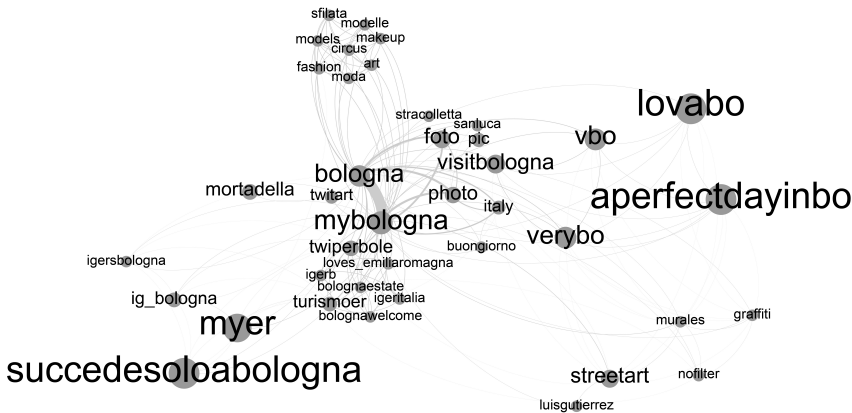 sfilata
modelle
models
makeup
circus
fashion
art
moda
lovabo
stracolletta
sanluca
foto
pic
vbo
visitbologna
bologna
mortadella
twitart
photo
aperfectdayinbo
italy
mybologna
verybo
twiperbole
buongiorno
igersbologna
loves_emiliaromagna
igerb
bolognaestate
ig_bologna
turismoer
igeritalia
bolognawelcome
graffiti
murales
myer
succedesoloabologna
streetart
nofilter
luisgutierrez